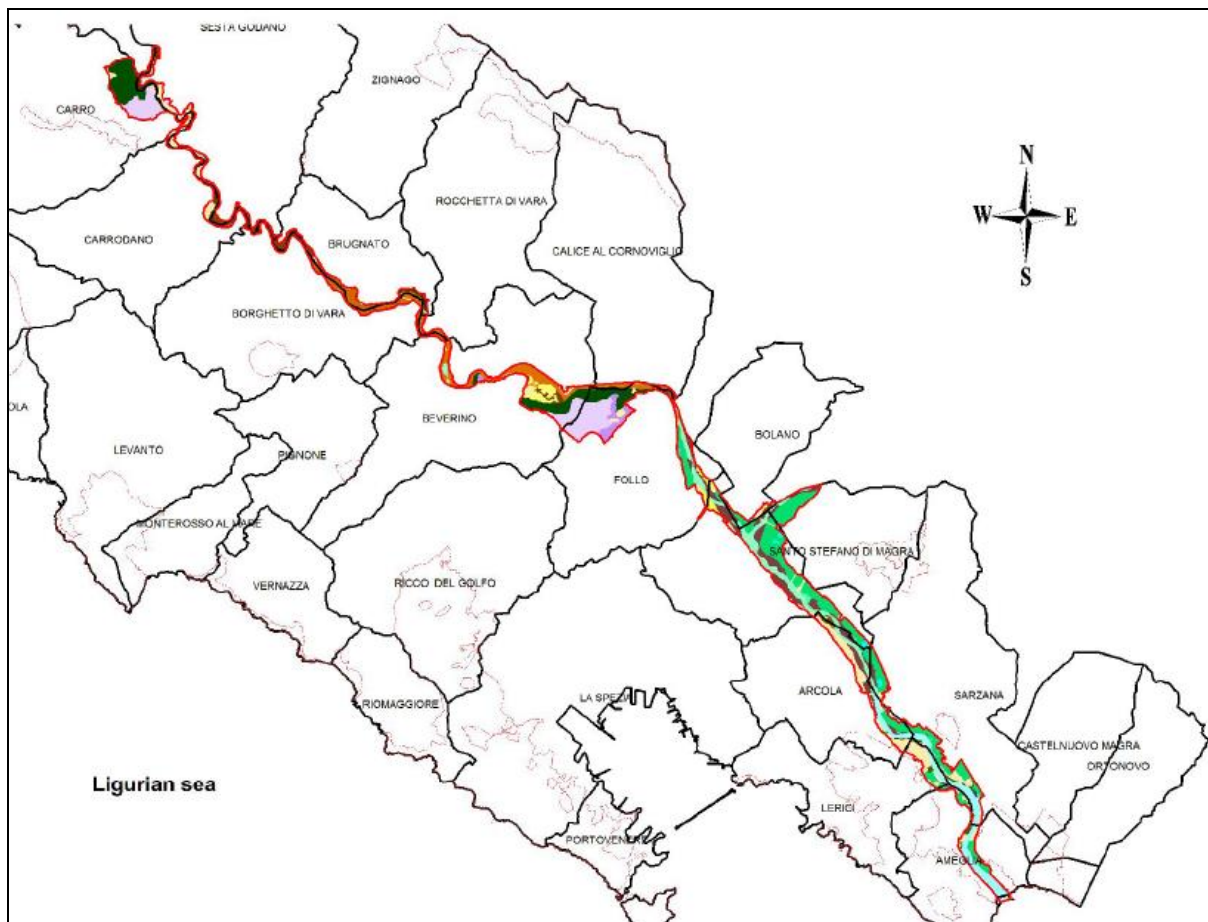 SESTA GODANO
ZIGNAGO
CARRO
N
ROCCHETTA DI VARA
W E
CARRODANO
BRUGNATO
CALICE AL CORNOVIGLIO
S
BORGHETTO DI VARA
OLA
BEVERINO
BOLANO
LEVANTO
PIGNONE
FOLLO
MONTEROSSO AL MARE
SANTO STEFANO DI MAGRA
VERNAZZA
RICCO DEL GOLFO
RIOMAGGIORE
LA SPEZIA
ARCOLA
SARZANA
CASTELNUOVO MAGRA
ORTONOVO
Ligurian sea
LERICI
PORTOVENERE
AMEGLIA